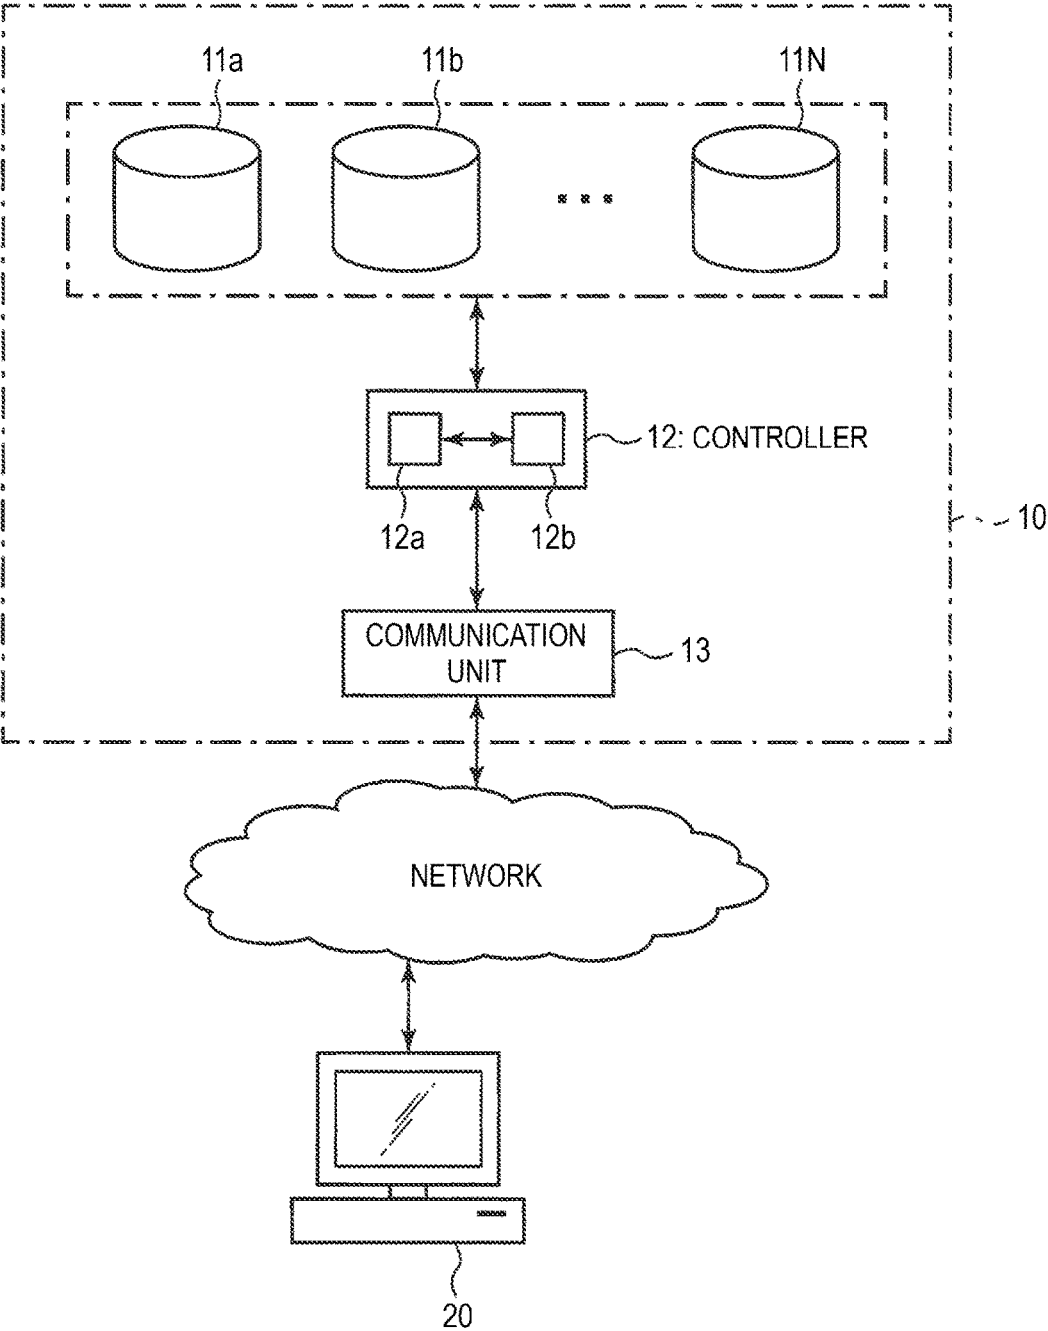 11a 11b 11N
12: CONTROLLER
12a 12b
10
COMMUNICATION
UNIT
13
NETWORK
20